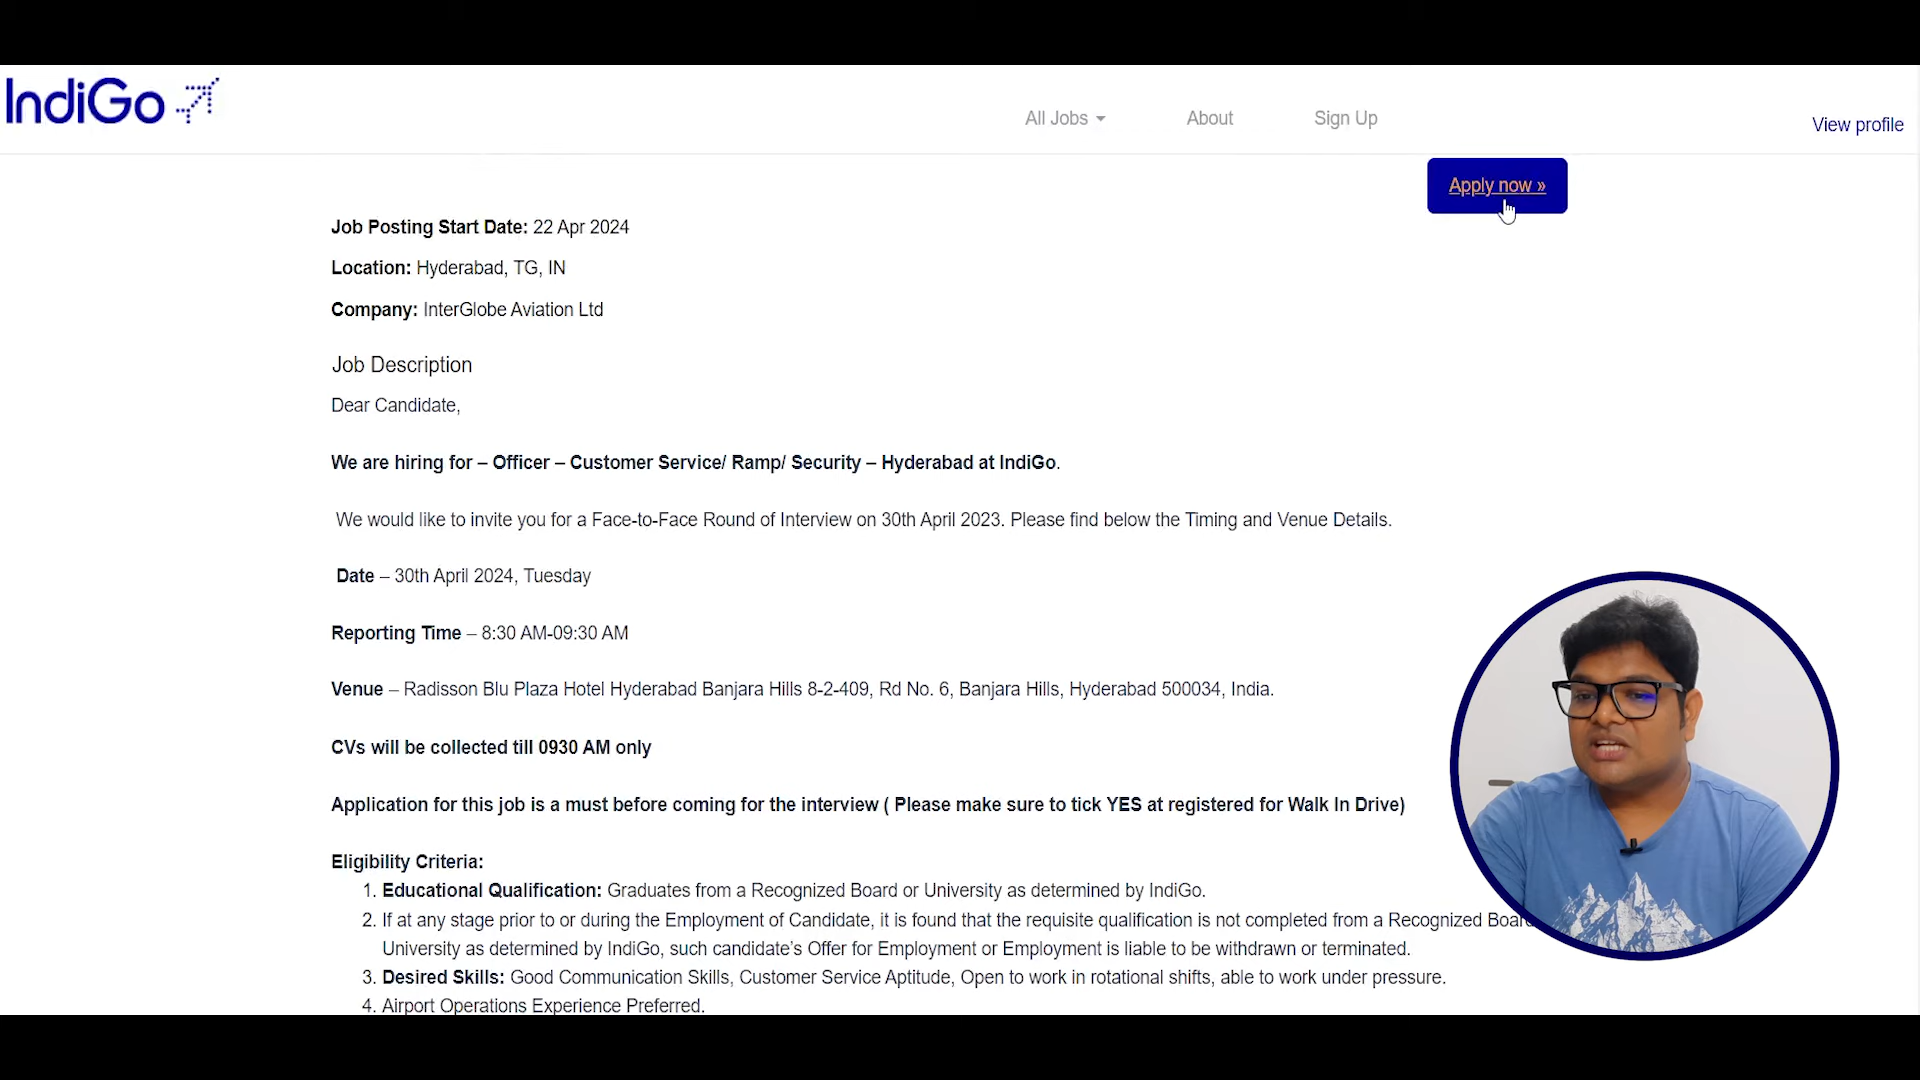 IndiGo
All Jobs
About
Sign Up
View profile
Apply now »
Job Posting Start Date: 22 Apr 2024
Location: Hyderabad, TG, IN
Company: InterGlobe Aviation Ltd
Job Description
Dear Candidate,
We are hiring for – Officer – Customer Service/ Ramp/ Security – Hyderabad at IndiGo.
We would like to invite you for a Face-to-Face Round of Interview on 30th April 2023. Please find below the Timing and Venue Details.
Date – 30th April 2024, Tuesday
Reporting Time – 8:30 AM-09:30 AM
Venue – Radisson Blu Plaza Hotel Hyderabad Banjara Hills 8-2-409, Rd No. 6, Banjara Hills, Hyderabad 500034, India.
CVs will be collected till 0930 AM only
Application for this job is a must before coming for the interview ( Please make sure to tick YES at registered for Walk In Drive)
Eligibility Criteria:
1. Educational Qualification: Graduates from a Recognized Board or University as determined by IndiGo.
2. If at any stage prior to or during the Employment of Candidate, it is found that the requisite qualification is not completed from a Recognized
University as determined by IndiGo, such candidate's Offer for Employment or Employment is liable to be withdrawn or terminated.
3. Desired Skills: Good Communication Skills, Customer Service Aptitude, Open to work in rotational shifts, able to work under pressure.
4. Airport Operations Experience Preferred.